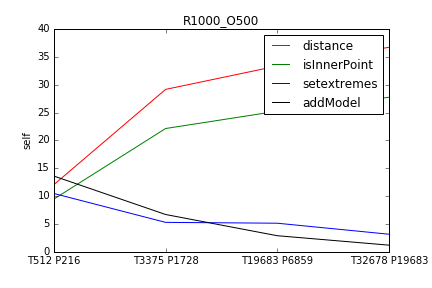 R1000_O500
40
35
30
25
20
15
10
5
0
self
distance
isInnerPoint
setextremes
addModel
T512 P216
T3375 P1728
T19683 P6859
T32678 P19683